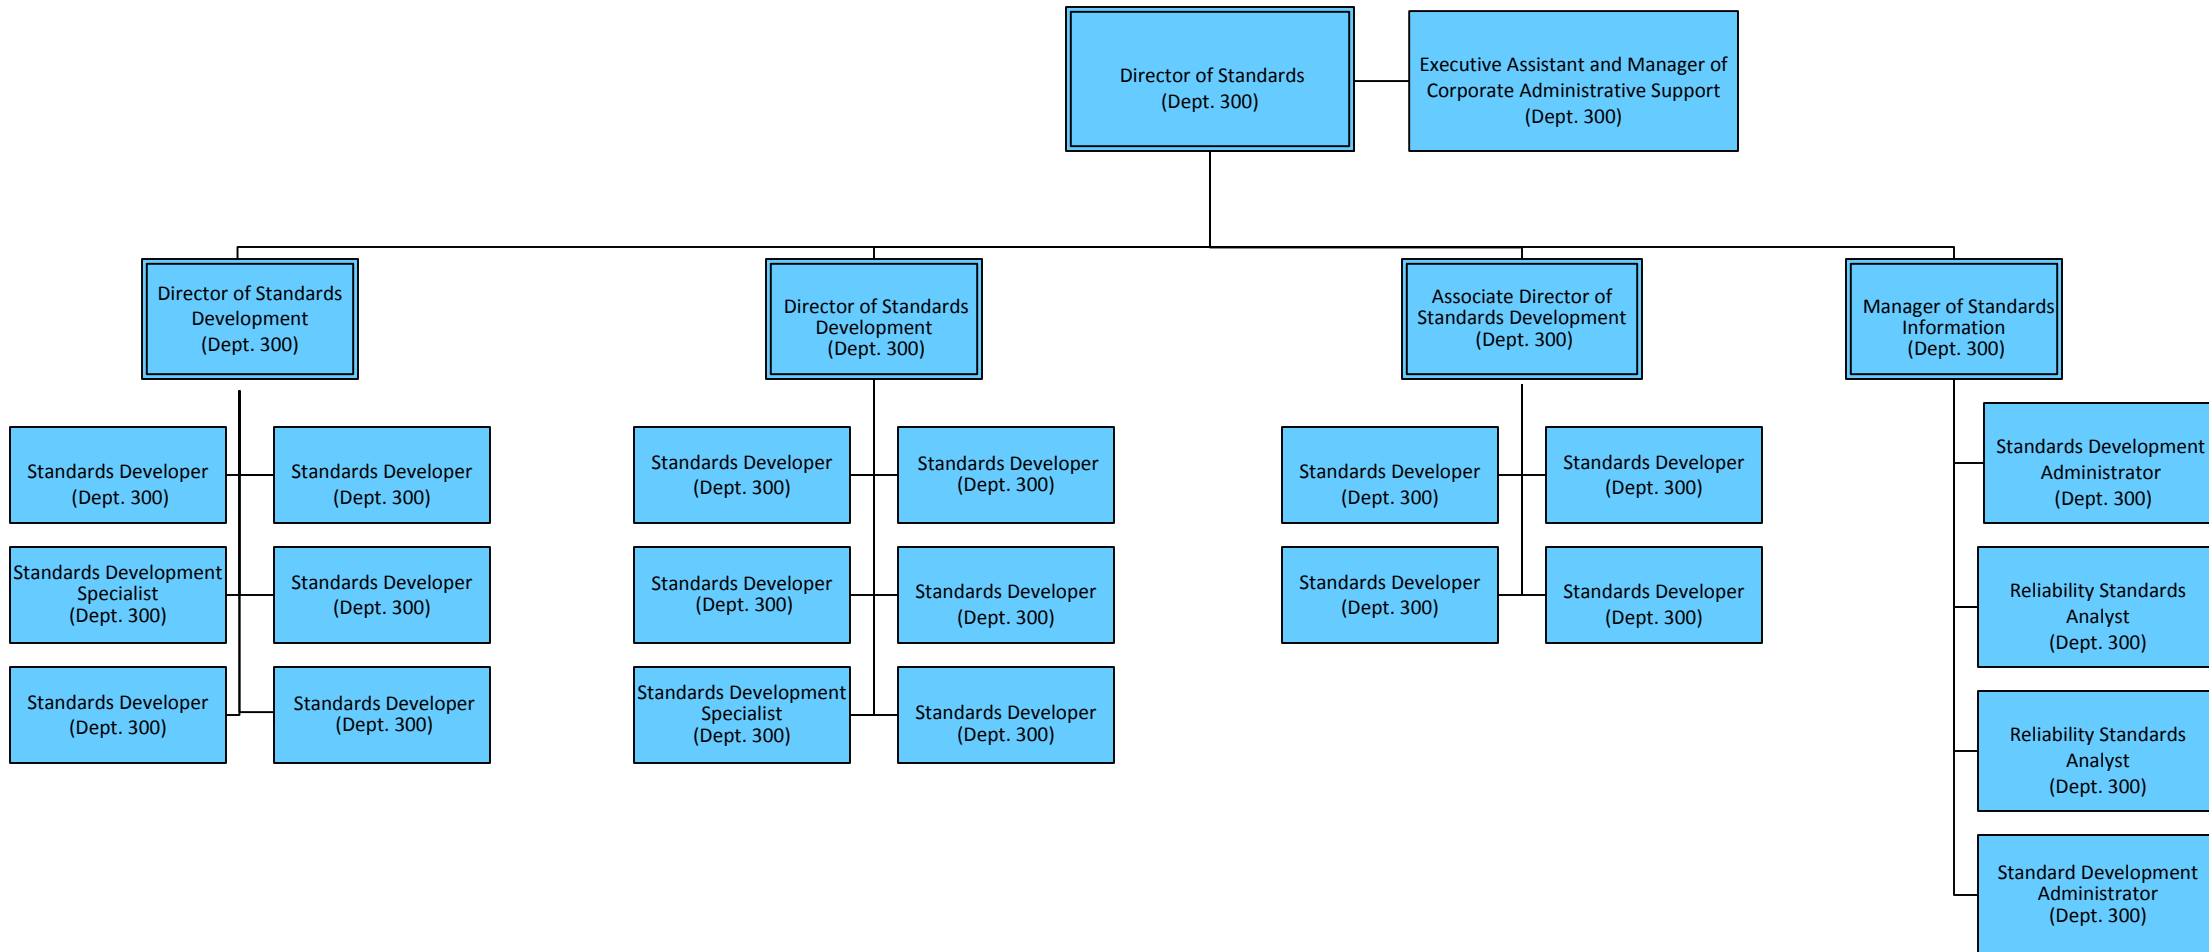 Director of Standards
(Dept. 300)
Executive Assistant and Manager of
Corporate Administrative Support
(Dept. 300)
Director of Standards
Development
(Dept. 300)
Director of Standards
Development
(Dept. 300)
Associate Director of
Standards Development
(Dept. 300)
Manager of Standards
Information
(Dept. 300)
Standards Developer
(Dept. 300)
Standards Developer
(Dept. 300)
Standards Development
Specialist
(Dept. 300)
Standards Developer
(Dept. 300)
Standards Developer
(Dept. 300)
Standards Developer
(Dept. 300)
Standards Developer
(Dept. 300)
Standards Developer
(Dept. 300)
Standards Developer
(Dept. 300)
Standards Developer
(Dept. 300)
Standards Development
Specialist
(Dept. 300)
Standards Developer
(Dept. 300)
Standards Developer
(Dept. 300)
Standards Developer
(Dept. 300)
Standards Developer
(Dept. 300)
Standards Developer
(Dept. 300)
Standards Development
Administrator
(Dept. 300)
Reliability Standards
Analyst
(Dept. 300)
Reliability Standards
Analyst
(Dept. 300)
Standard Development
Administrator
(Dept. 300)